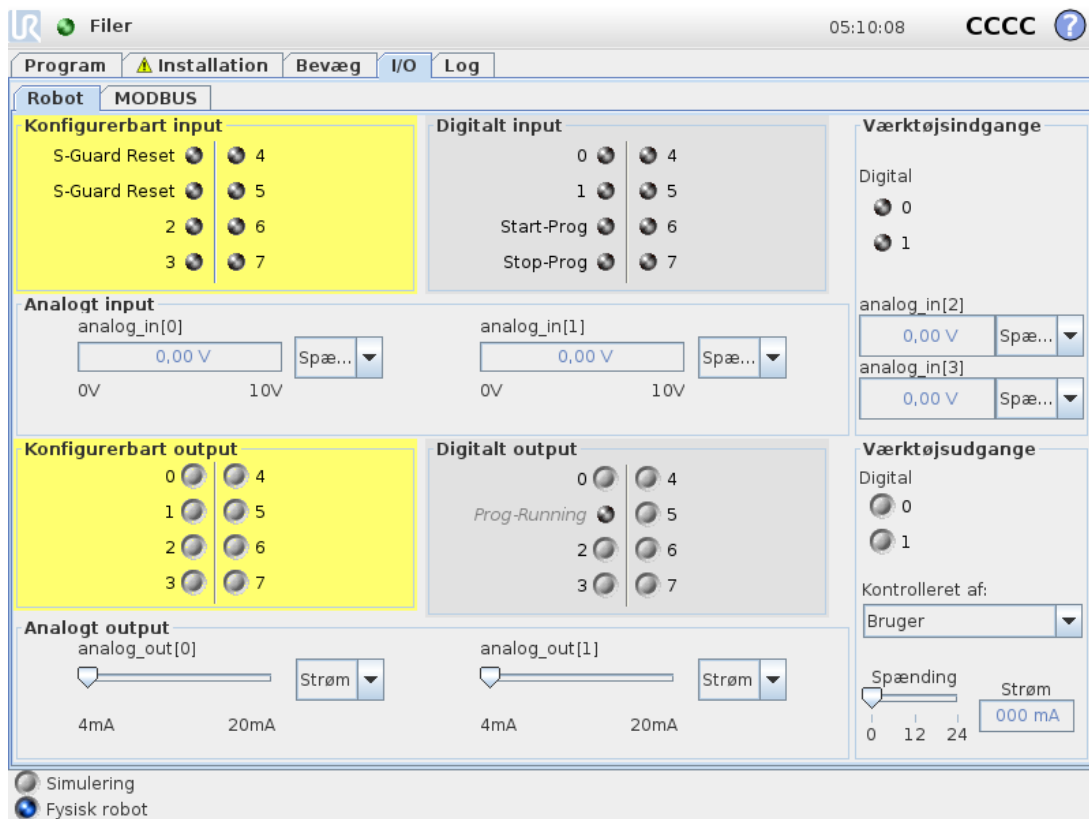 UR Filer 05:10:08 CCCC ?
Program Installation Bevæg I/O Log
Robot MODBUS
Konfigurerbart input
S-Guard Reset 4
S-Guard Reset 5
2 6
3 7
Digitalt input
0 4
1 5
Start-Prog 6
Stop-Prog 7
Værktøjsindgange
Digital
0
1
Analogt input
analog_in[0]
0,00 V Spæ...
0V 10V
analog_in[1]
0,00 V Spæ...
0V 10V
analog_in[2]
0,00 V Spæ...
analog_in[3]
0,00 V Spæ...
Konfigurerbart output
0 4
1 5
2 6
3 7
Digitalt output
0 4
Prog-Running 5
2 6
3 7
Værktøjsudgange
Digital
0
1
Kontrolleret af:
Bruger
Analogt output
analog_out[0]
Strøm
4mA 20mA
analog_out[1]
Strøm
4mA 20mA
Spænding
0 12 24
Strøm
000 mA
Simulering
Fysisk robot